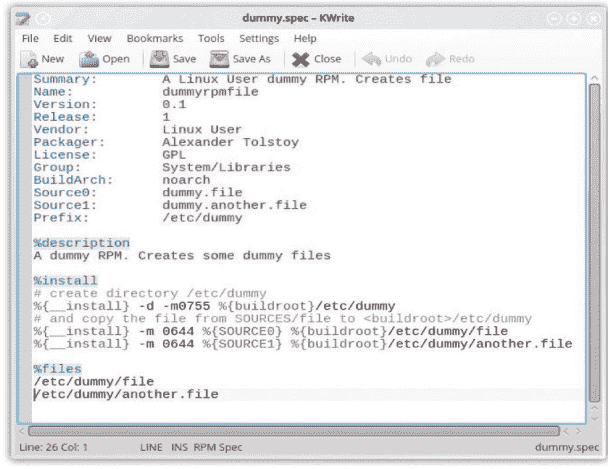 dummy.spec – KWrite
File Edit View Bookmarks Tools Settings Help
New Open Save Save As Close Undo Redo
Summary: A Linux User dummy RPM. Creates file
Name: dummyrpmfile
Version: 0.1
Release: 1
Vendor: Linux User
Packager: Alexander Tolstoy
License: GPL
Group: System/Libraries
BuildArch: noarch
Source0: dummy.file
Source1: dummy.another.file
Prefix: /etc/dummy
%description
A dummy RPM. Creates some dummy files
%install
# create directory /etc/dummy
%{__install} -d -m0755 %{buildroot}/etc/dummy
# and copy the file from SOURCES/file to <buildroot>/etc/dummy
%{__install} -m 0644 %{SOURCE0} %{buildroot}/etc/dummy/file
%{__install} -m 0644 %{SOURCE1} %{buildroot}/etc/dummy/another.file
%files
/etc/dummy/file
/etc/dummy/another.file
Line: 26 Col: 1 LINE INS RPM Spec dummy.spec